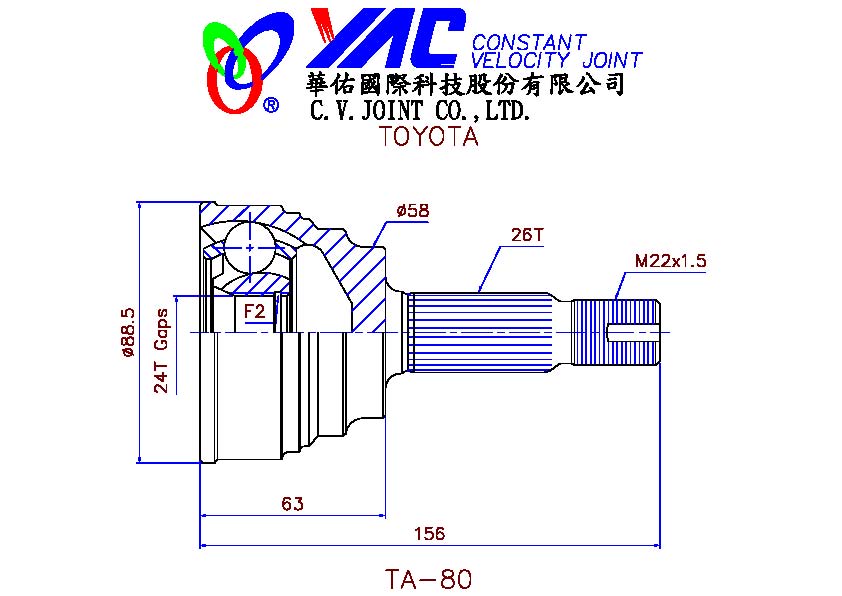 YAC CONSTANT
VELOCITY JOINT
®
華佑國際科技股份有限公司
C.V.JOINT CO.,LTD.
TOYOTA
ø58
26T
M22x1.5
F2
ø88.5
24T Gaps
63
156
TA-80